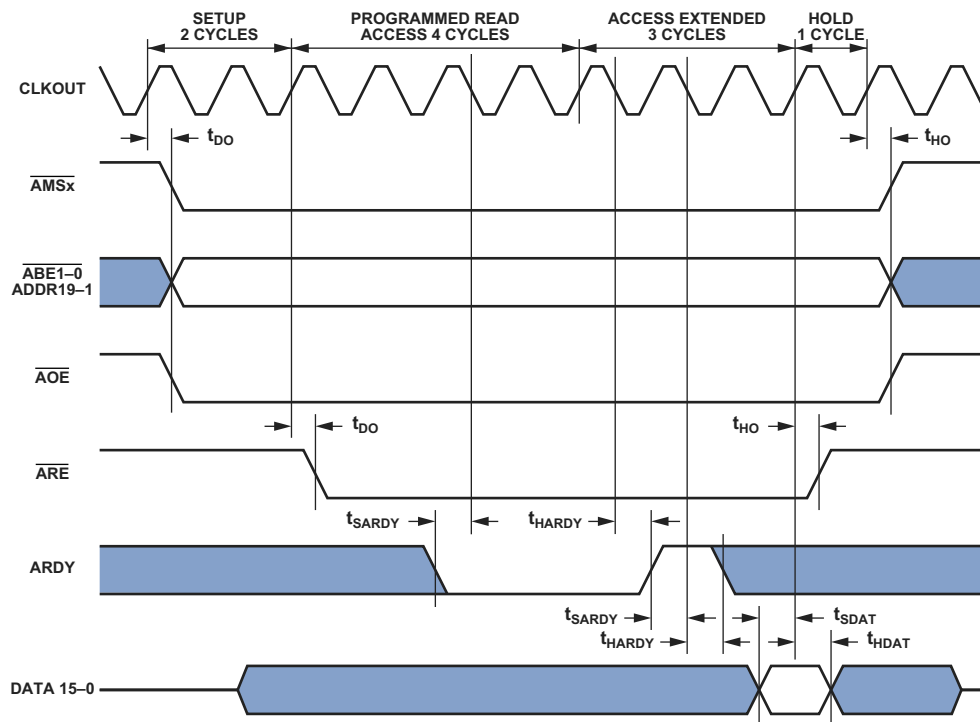 SETUP
2 CYCLES
PROGRAMMED READ
ACCESS 4 CYCLES
ACCESS EXTENDED
3 CYCLES
HOLD
1 CYCLE
CLKOUT
tDO
tHO
AMSx
ABE1–0
ADDR19–1
AOE
tDO
tHO
ARE
tSARDY
tHARDY
ARDY
tSARDY
tSDAT
tHARDY
tHDAT
DATA 15–0